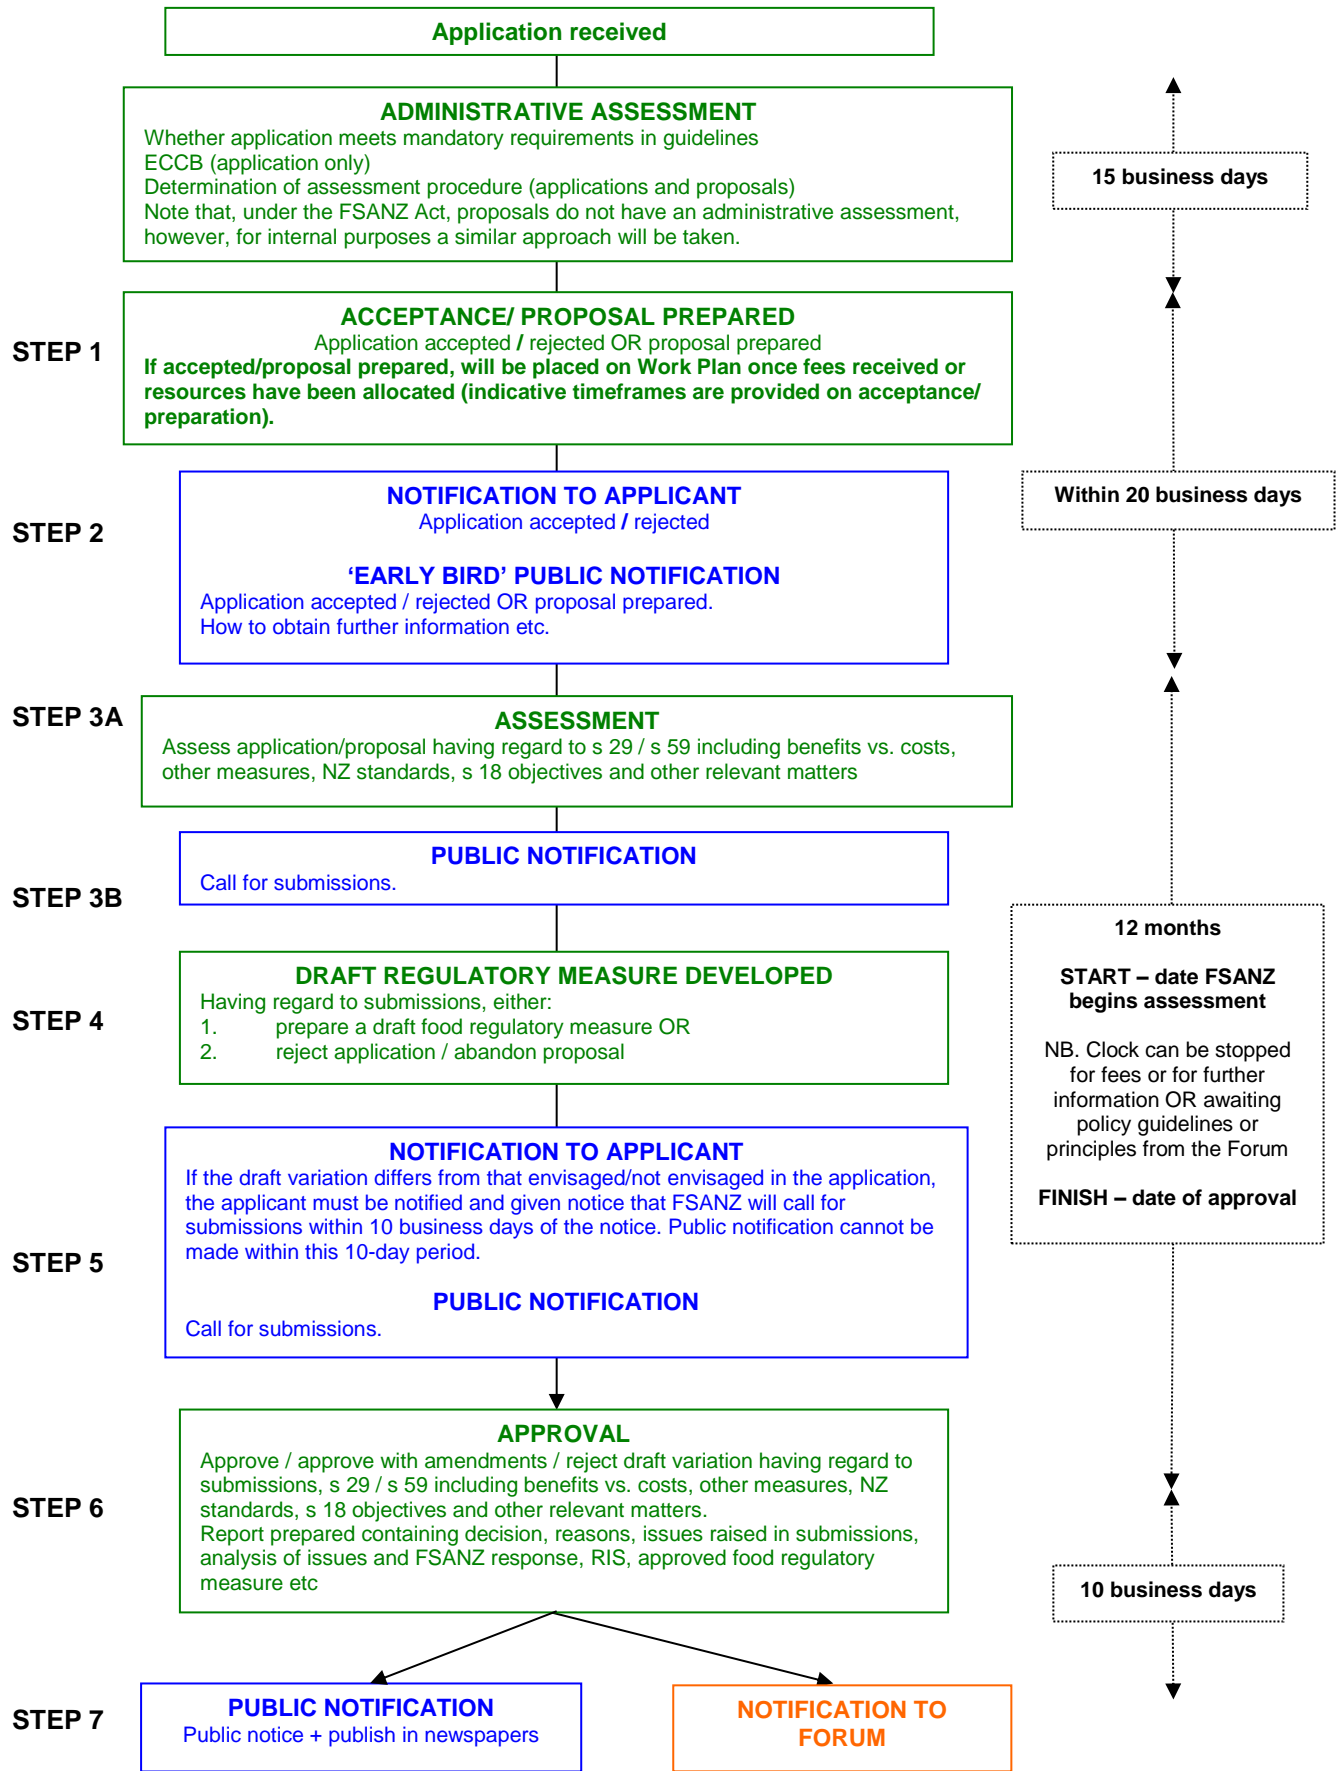 Application received
ADMINISTRATIVE ASSESSMENT
Whether application meets mandatory requirements in guidelines
ECCB (application only)
Determination of assessment procedure (applications and proposals)
Note that, under the FSANZ Act, proposals do not have an administrative assessment,
however, for internal purposes a similar approach will be taken.
15 business days
STEP 1
ACCEPTANCE/ PROPOSAL PREPARED
Application accepted / rejected OR proposal prepared
If accepted/proposal prepared, will be placed on Work Plan once fees received or
resources have been allocated (indicative timeframes are provided on acceptance/
preparation).
STEP 2
NOTIFICATION TO APPLICANT
Application accepted / rejected
‘EARLY BIRD’ PUBLIC NOTIFICATION
Application accepted / rejected OR proposal prepared.
How to obtain further information etc.
Within 20 business days
STEP 3A
ASSESSMENT
Assess application/proposal having regard to s 29 / s 59 including benefits vs. costs,
other measures, NZ standards, s 18 objectives and other relevant matters
STEP 3B
PUBLIC NOTIFICATION
Call for submissions.
STEP 4
DRAFT REGULATORY MEASURE DEVELOPED
Having regard to submissions, either:
1. prepare a draft food regulatory measure OR
2. reject application / abandon proposal
12 months
START – date FSANZ
begins assessment
NB. Clock can be stopped
for fees or for further
information OR awaiting
policy guidelines or
principles from the Forum
FINISH – date of approval
STEP 5
NOTIFICATION TO APPLICANT
If the draft variation differs from that envisaged/not envisaged in the application,
the applicant must be notified and given notice that FSANZ will call for
submissions within 10 business days of the notice. Public notification cannot be
made within this 10-day period.
PUBLIC NOTIFICATION
Call for submissions.
STEP 6
APPROVAL
Approve / approve with amendments / reject draft variation having regard to
submissions, s 29 / s 59 including benefits vs. costs, other measures, NZ
standards, s 18 objectives and other relevant matters.
Report prepared containing decision, reasons, issues raised in submissions,
analysis of issues and FSANZ response, RIS, approved food regulatory
measure etc
10 business days
STEP 7
PUBLIC NOTIFICATION
Public notice + publish in newspapers
NOTIFICATION TO
FORUM